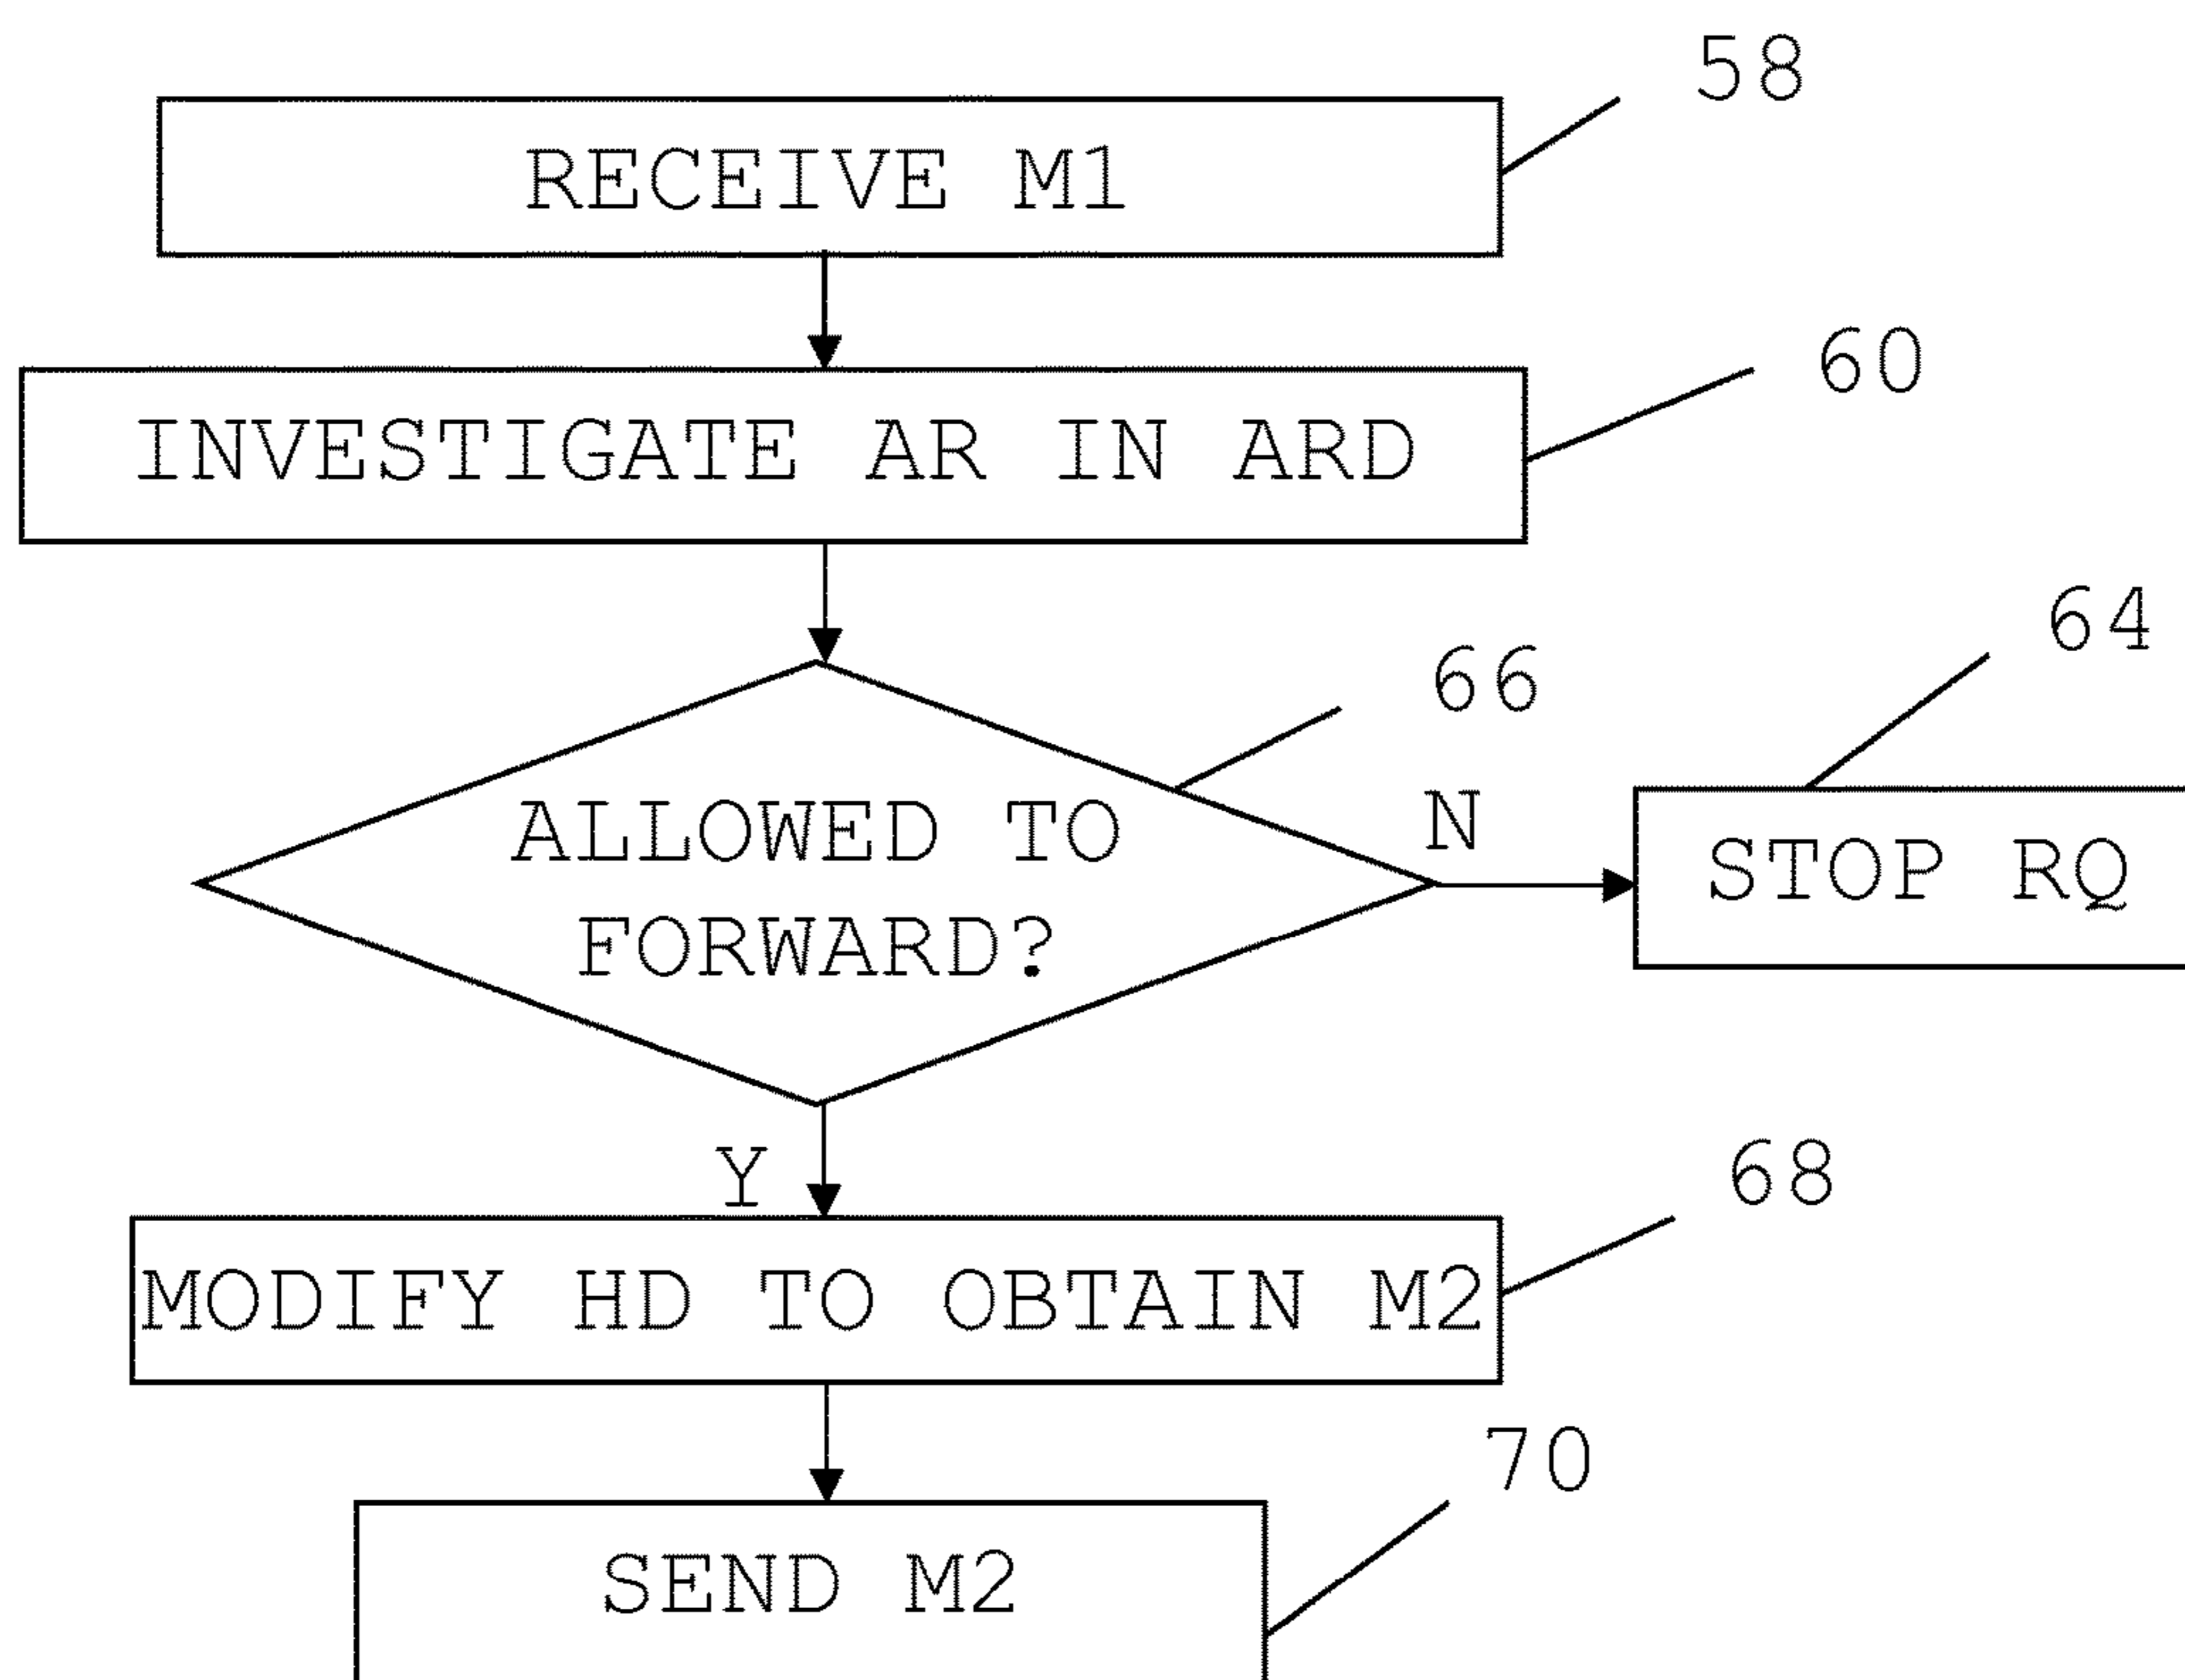 58
RECEIVE M1
60
INVESTIGATE AR IN ARD
64
66
ALLOWED TO
FORWARD?
N
STOP RQ
Y
68
MODIFY HD TO OBTAIN M2
70
SEND M2